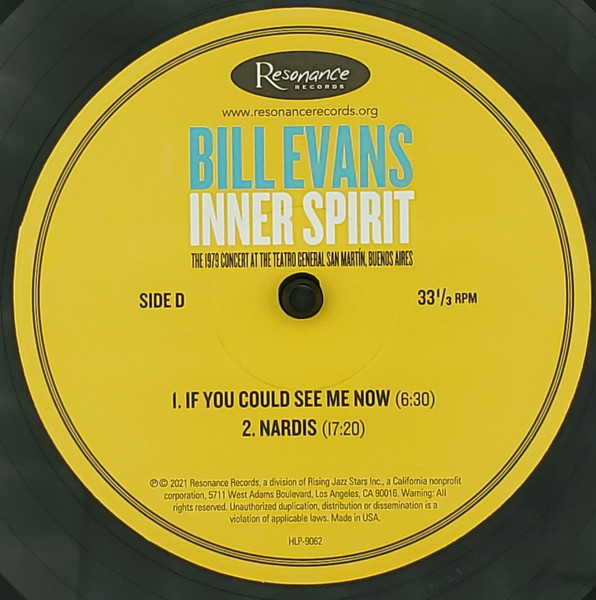 Resonance
RECORDS
www.resonancerecords.org
BILL EVANS
INNER SPIRIT
THE 1979 CONCERT AT THE TEATRO GENERAL SAN MARTÍN, BUENOS AIRES
SIDE D
33 1/3 RPM
1. IF YOU COULD SEE ME NOW (6:30)
2. NARDIS (17:20)
℗© 2021 Resonance Records, a division of Rising Jazz Stars Inc., a California nonprofit
corporation, 5711 West Adams Boulevard, Los Angeles, CA 90016. Warning: All
rights reserved. Unauthorized duplication, distribution or dissemination is a
violation of applicable laws. Made in USA.
HLP-9062